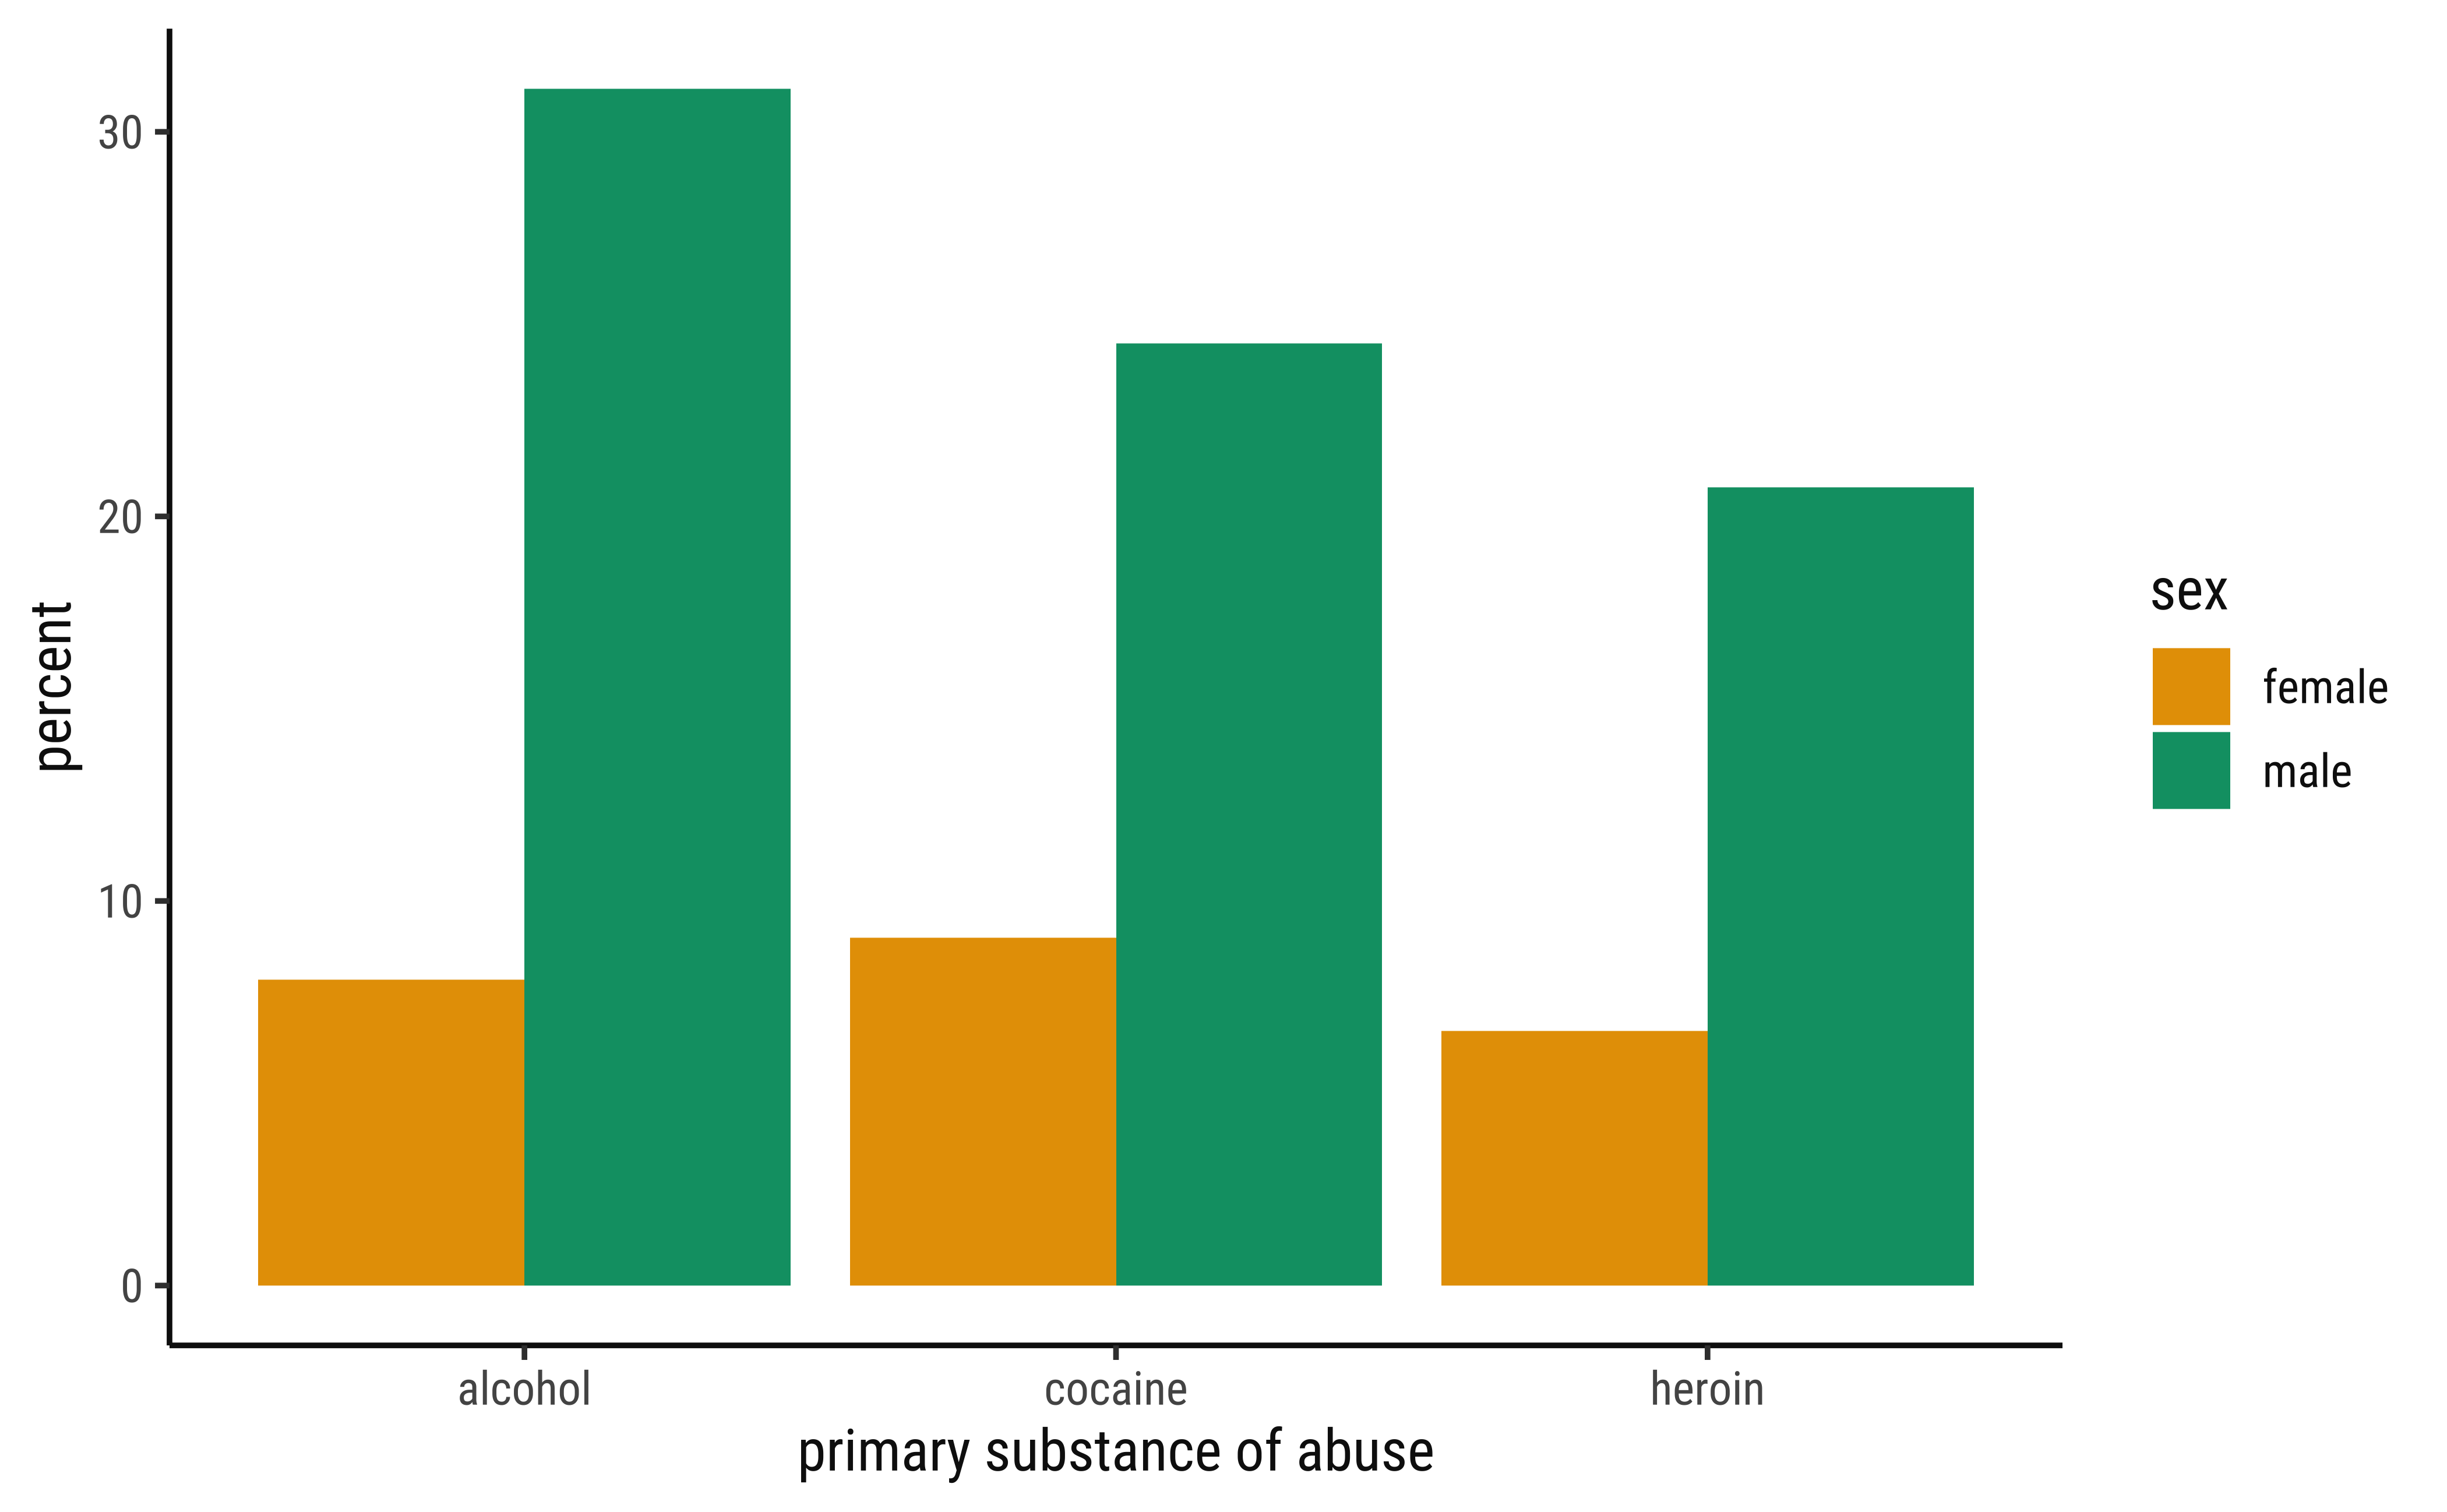 percent
30
20
10
0
alcohol
cocaine
heroin
primary substance of abuse
sex
female
male